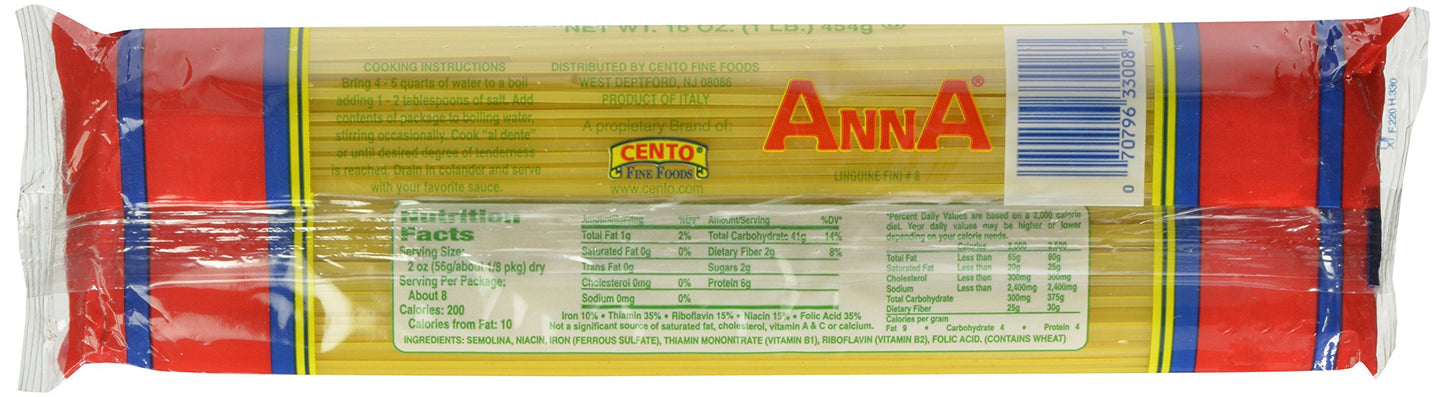 NET WT. 16 OZ. (1 LB.) 454g
COOKING INSTRUCTIONS
Bring 4 - 6 quarts of water to a boil
adding 1 - 2 tablespoons of salt. Add
contents of package to boiling water,
stirring occasionally. Cook "al dente"
or until desired degree of tenderness
is reached. Drain in colander and serve
with your favorite sauce.
DISTRIBUTED BY CENTO FINE FOODS
WEST DEPTFORD, NJ 08086
PRODUCT OF ITALY
A propietary Brand of:
CENTO®
FINE FOODS
www.cento.com
ANNA®
LINGUINE FINI # 8
0 70796 33008 7
F.220 H.330
Nutrition
Facts
Serving Size:
2 oz (56g/about 1/8 pkg) dry
Serving Per Package:
About 8
Calories: 200
Calories from Fat: 10
Amount/Serving %DV* Amount/Serving %DV*
Total Fat 1g 2% Total Carbohydrate 41g 14%
Saturated Fat 0g 0% Dietary Fiber 2g 8%
Trans Fat 0g Sugars 2g
Cholesterol 0mg 0% Protein 6g
Sodium 0mg 0%
Iron 10% • Thiamin 35% • Riboflavin 15% • Niacin 15% • Folic Acid 35%
Not a significant source of saturated fat, cholesterol, vitamin A & C or calcium.
*Percent Daily Values are based on a 2,000 calorie
diet. Your daily values may be higher or lower
depending on your calorie needs.
Calories 2,000 2,500
Total Fat Less than 65g 80g
Saturated Fat Less than 20g 25g
Cholesterol Less than 300mg 300mg
Sodium Less than 2,400mg 2,400mg
Total Carbohydrate 300mg 375g
Dietary Fiber 25g 30g
Calories per gram
Fat 9 • Carbohydrate 4 • Protein 4
INGREDIENTS: SEMOLINA, NIACIN, IRON (FERROUS SULFATE), THIAMIN MONONITRATE (VITAMIN B1), RIBOFLAVIN (VITAMIN B2), FOLIC ACID. (CONTAINS WHEAT)